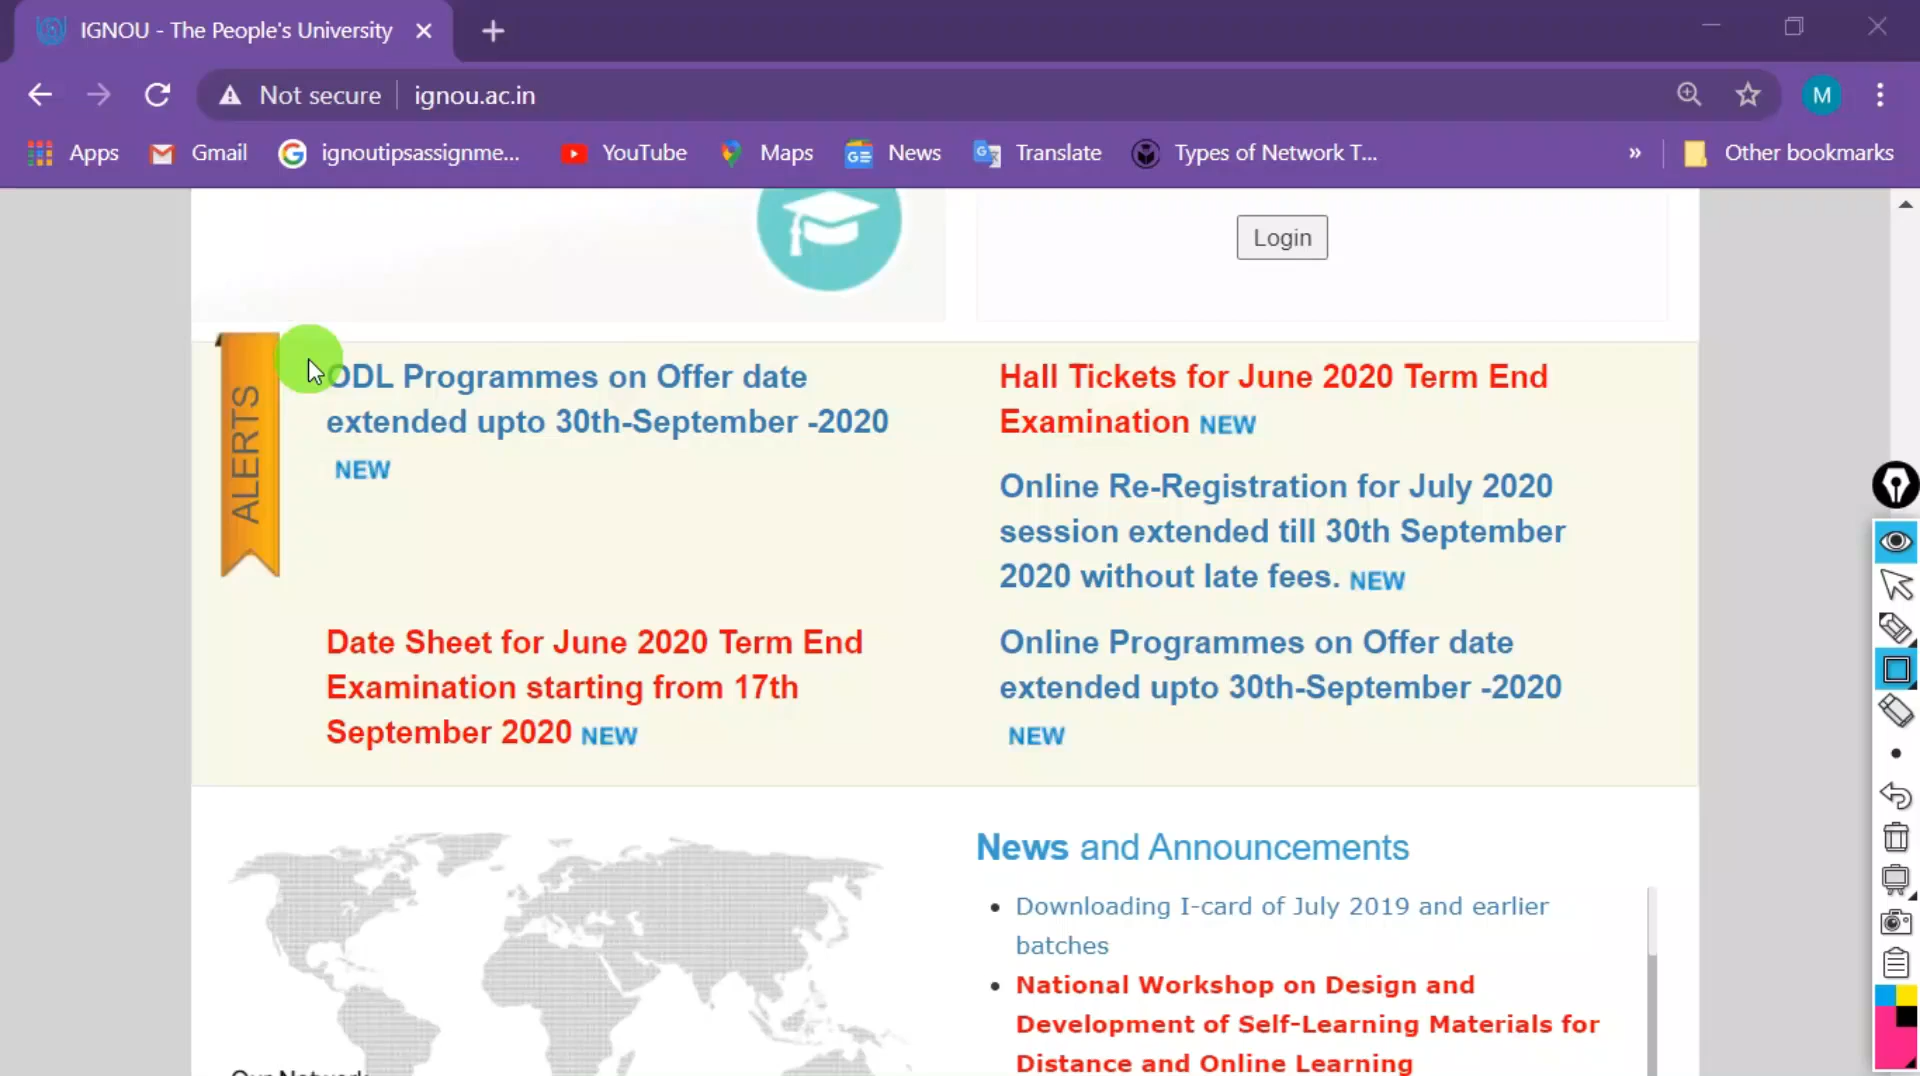 IGNOU - The People's University
Not secure
ignou.ac.in
M
Apps
Gmail
ignoutipsassignme...
YouTube
Maps
News
Translate
Types of Network T...
»
Other bookmarks
Login
ALERTS
ODL Programmes on Offer date
extended upto 30th-September -2020
NEW
Hall Tickets for June 2020 Term End
Examination NEW
Online Re-Registration for July 2020
session extended till 30th September
2020 without late fees. NEW
Date Sheet for June 2020 Term End
Examination starting from 17th
September 2020 NEW
Online Programmes on Offer date
extended upto 30th-September -2020
NEW
News and Announcements
Downloading I-card of July 2019 and earlier
batches
National Workshop on Design and
Development of Self-Learning Materials for
Distance and Online Learning